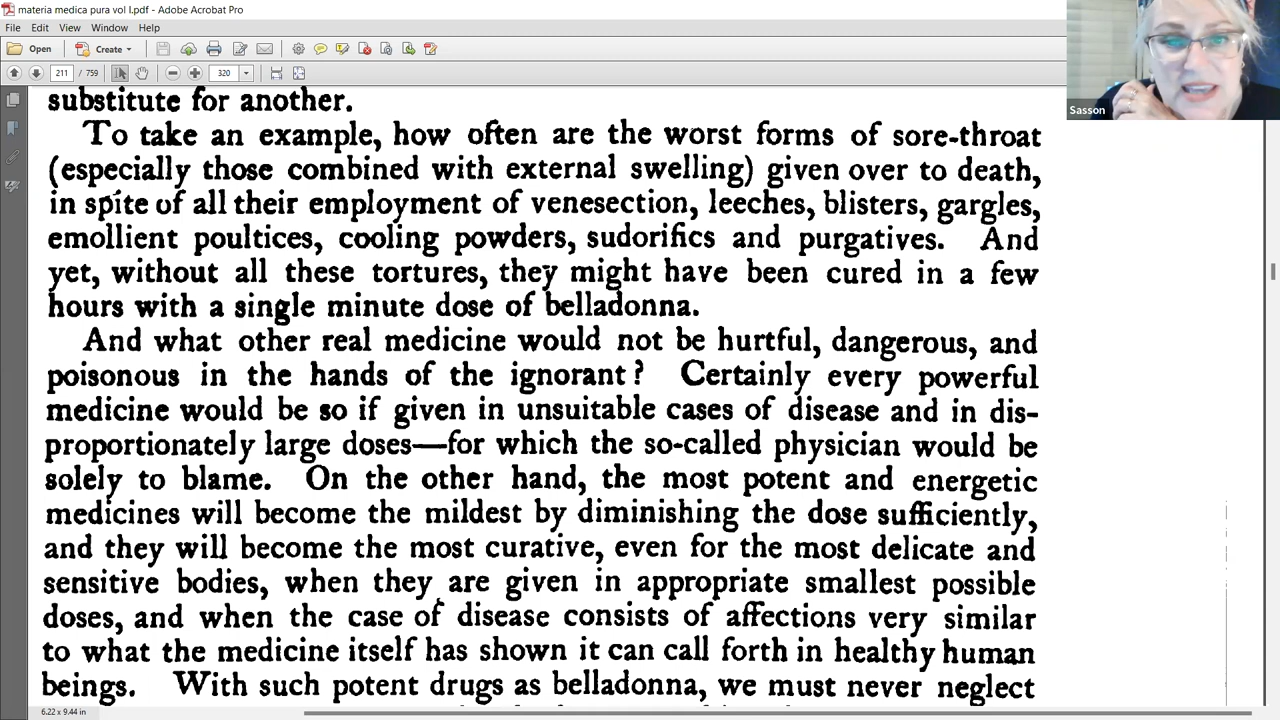 materia medica pura vol I.pdf - Adobe Acrobat Pro
File Edit View Window Help
Open Create
211 / 759 320
Sasson
substitute for another.
To take an example, how often are the worst forms of sore-throat
(especially those combined with external swelling) given over to death,
in spite of all their employment of venesection, leeches, blisters, gargles,
emollient poultices, cooling powders, sudorifics and purgatives. And
yet, without all these tortures, they might have been cured in a few
hours with a single minute dose of belladonna.
And what other real medicine would not be hurtful, dangerous, and
poisonous in the hands of the ignorant? Certainly every powerful
medicine would be so if given in unsuitable cases of disease and in dis-
proportionately large doses—for which the so-called physician would be
solely to blame. On the other hand, the most potent and energetic
medicines will become the mildest by diminishing the dose sufficiently,
and they will become the most curative, even for the most delicate and
sensitive bodies, when they are given in appropriate smallest possible
doses, and when the case of disease consists of affections very similar
to what the medicine itself has shown it can call forth in healthy human
beings. With such potent drugs as belladonna, we must never neglect
6.22 x 9.44 in